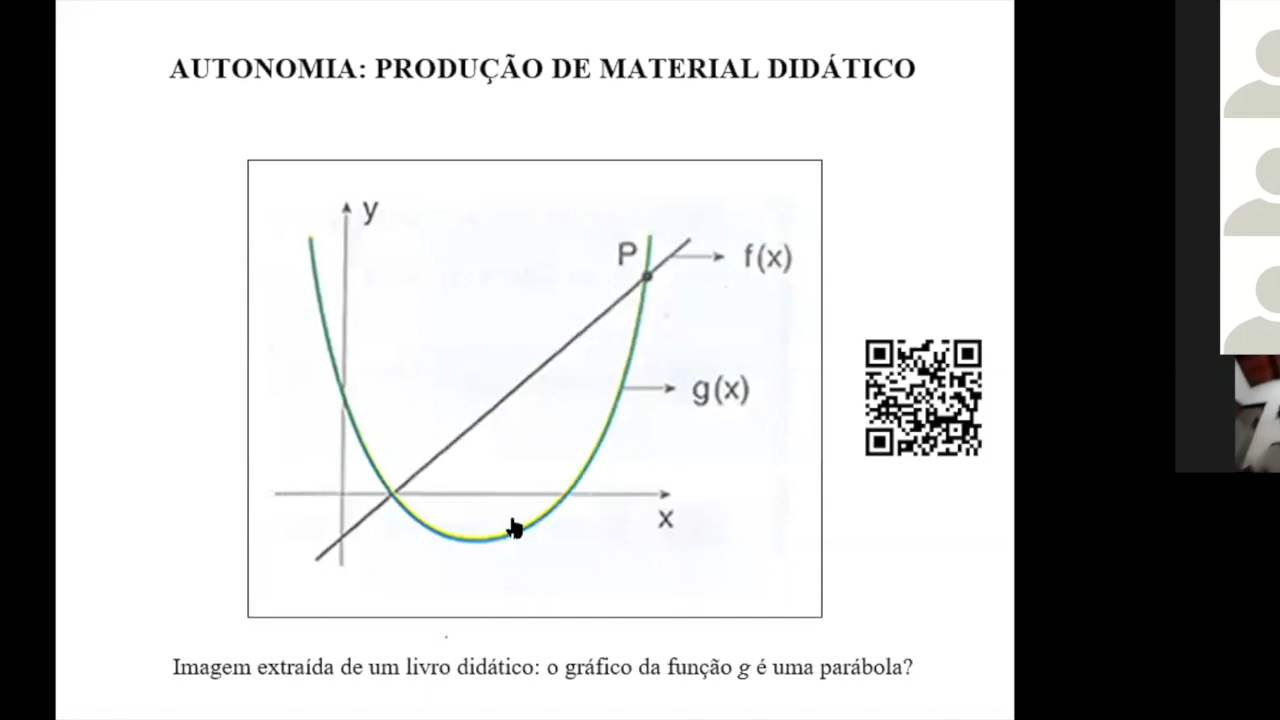 AUTONOMIA: PRODUÇÃO DE MATERIAL DIDÁTICO
y
P
f(x)
g(x)
x
Imagem extraída de um livro didático: o gráfico da função g é uma parábola?